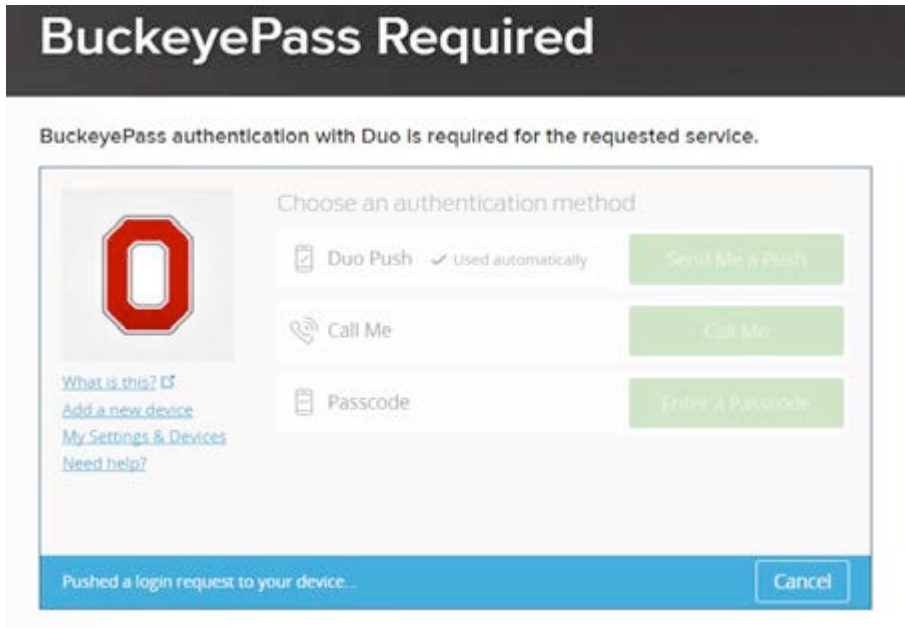 BuckeyePass Required
BuckeyePass authentication with Duo is required for the requested service.
Choose an authentication method
Duo Push ✔ Used automatically
Send Me a Push
Call Me
Call Me
Passcode
Enter a Passcode
What is this?
Add a new device
My Settings & Devices
Need help?
Pushed a login request to your device...
Cancel